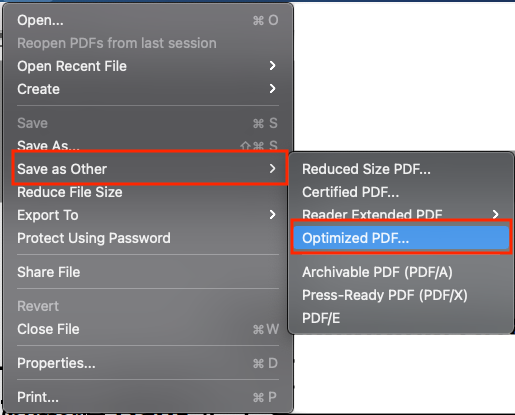 Open... ⌘ O
Reopen PDFs from last session
Open Recent File
Create
Save ⌘ S
Save As... ⇧⌘ S
Save as Other
Reduce File Size
Export To
Protect Using Password
Share File
Revert
Close File ⌘ W
Properties... ⌘ D
Print... ⌘ P
Reduced Size PDF...
Certified PDF...
Reader Extended PDF
Optimized PDF...
Archivable PDF (PDF/A)
Press-Ready PDF (PDF/X)
PDF/E